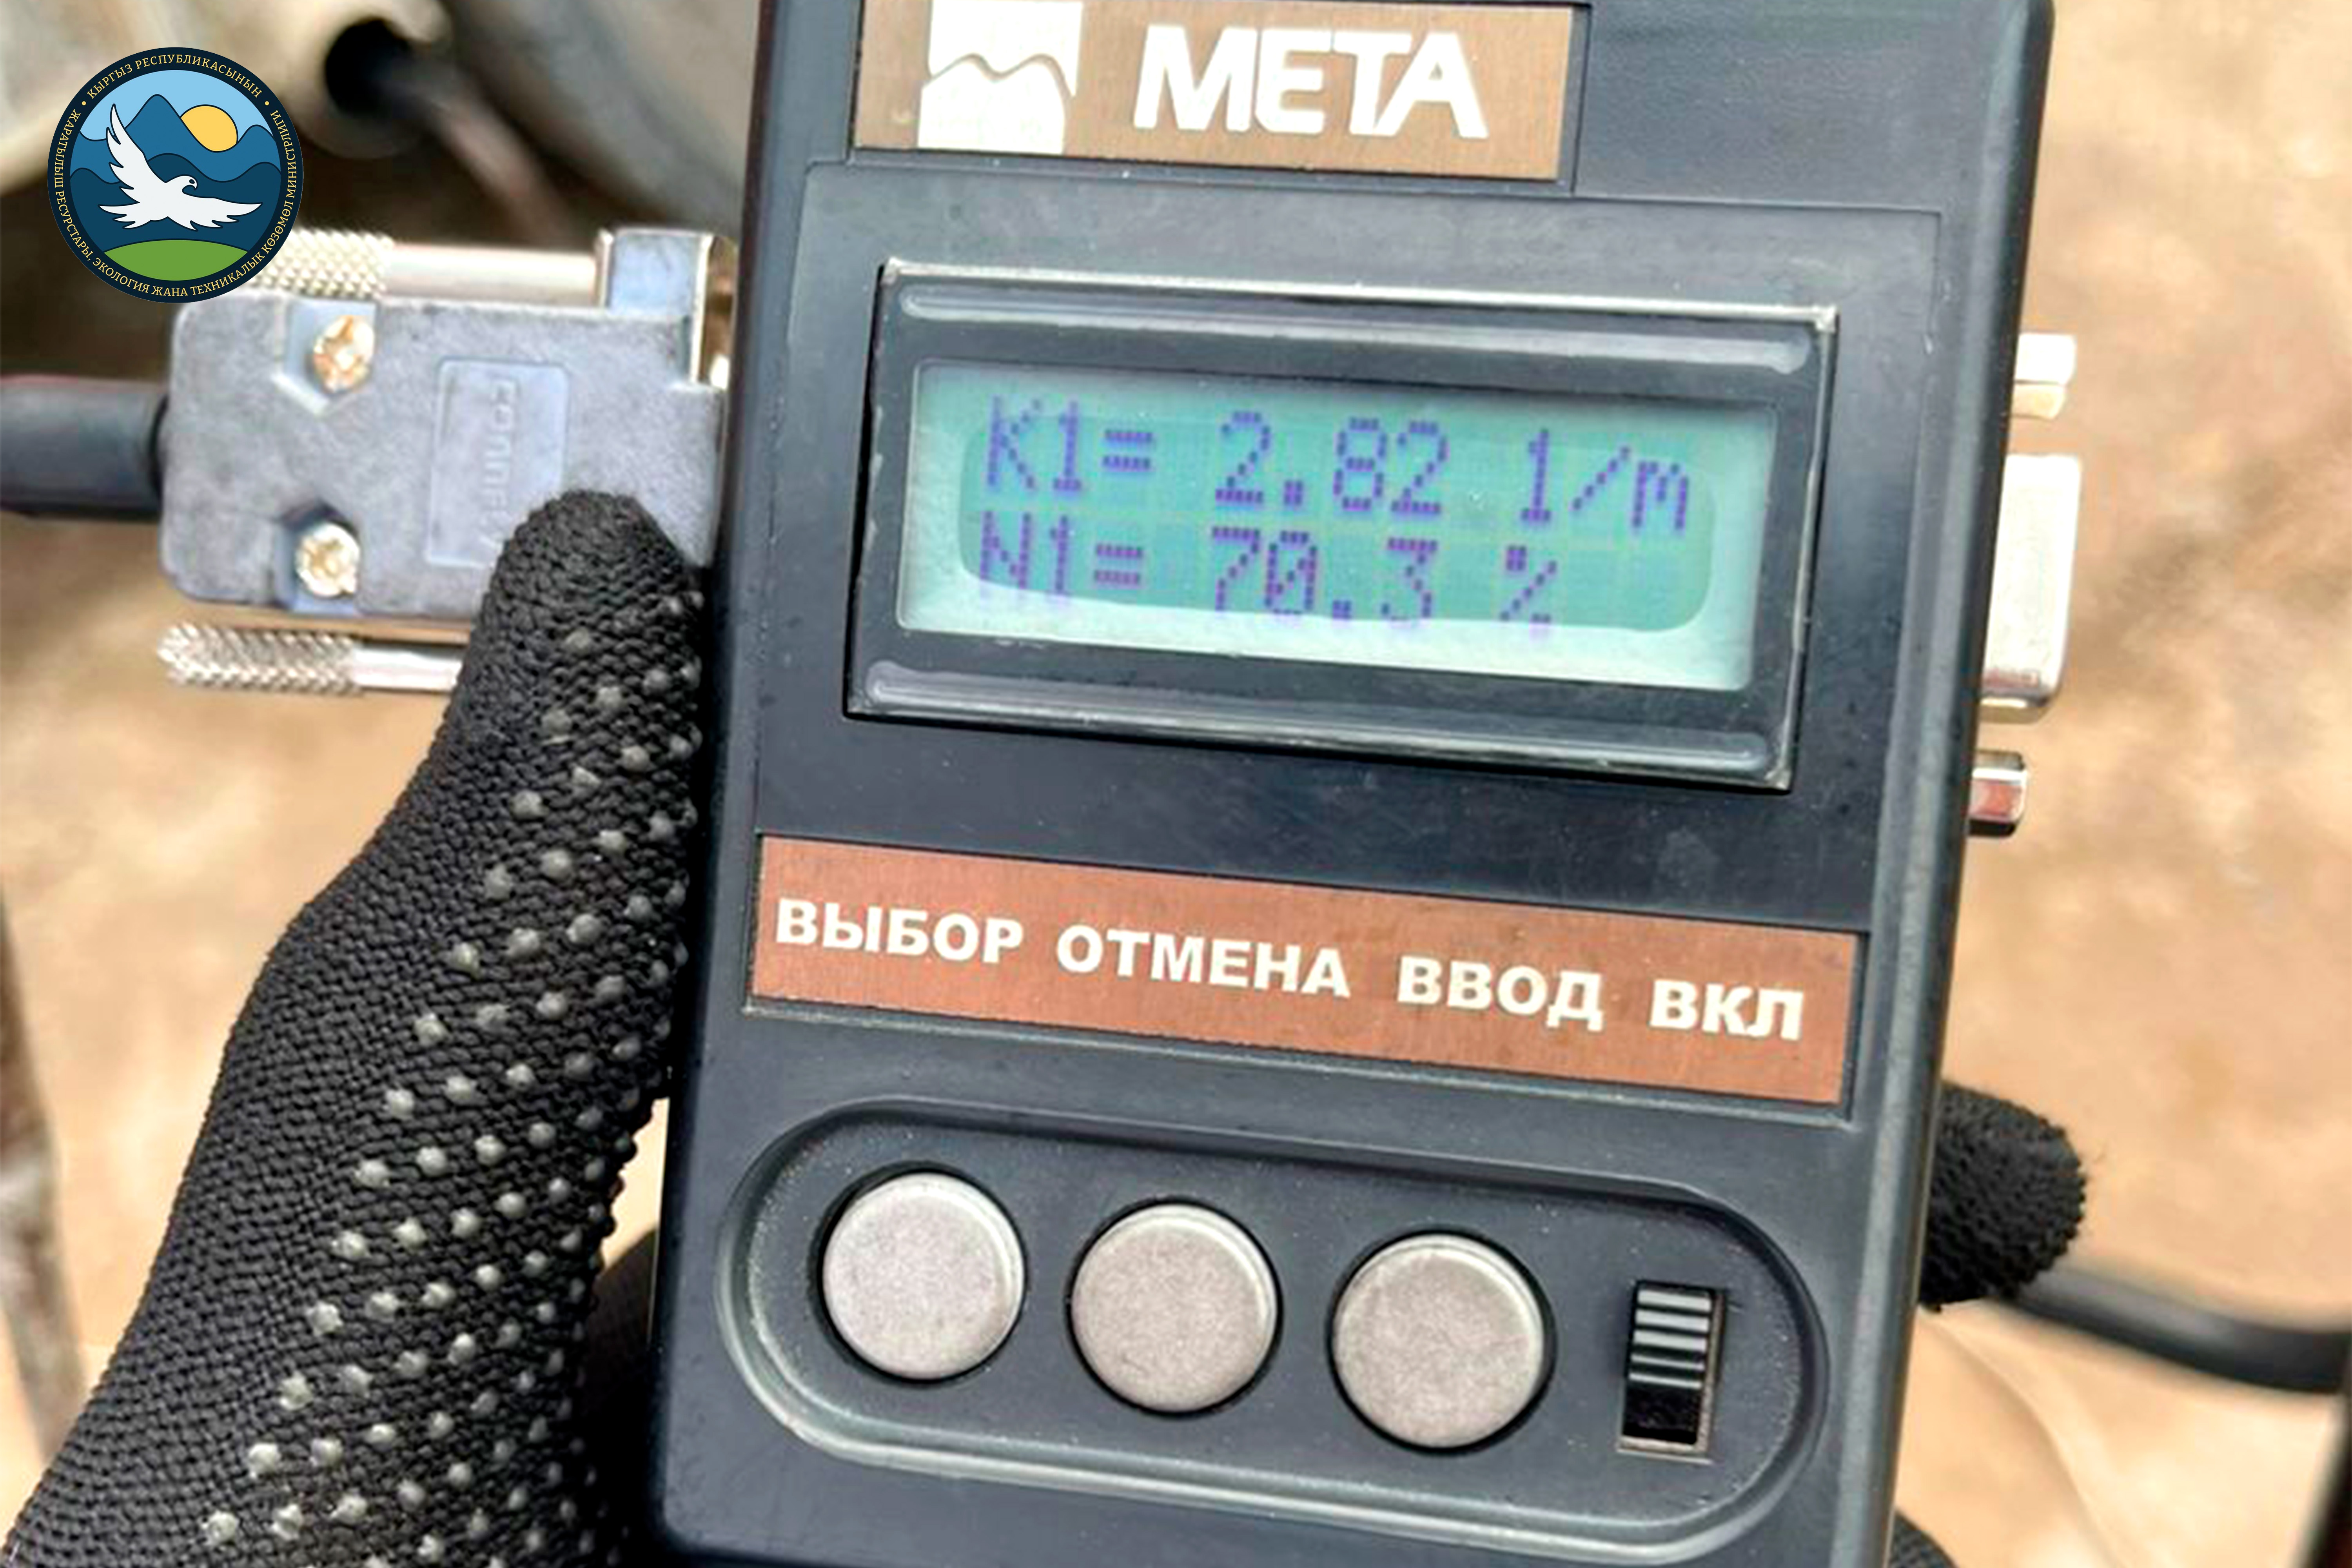 КЫРГЫЗ РЕСПУБЛИКАСЫНЫН
ЖАРАТЫЛЫШ РЕСУРСТАРЫ, ЭКОЛОГИЯ ЖАНА ТЕХНИКАЛЫК КӨЗӨМӨЛ МИНИСТРЛИГИ
META
K1= 2.82 1/m
N1= 70.3 %
ВЫБОР ОТМЕНА ВВОД ВКЛ